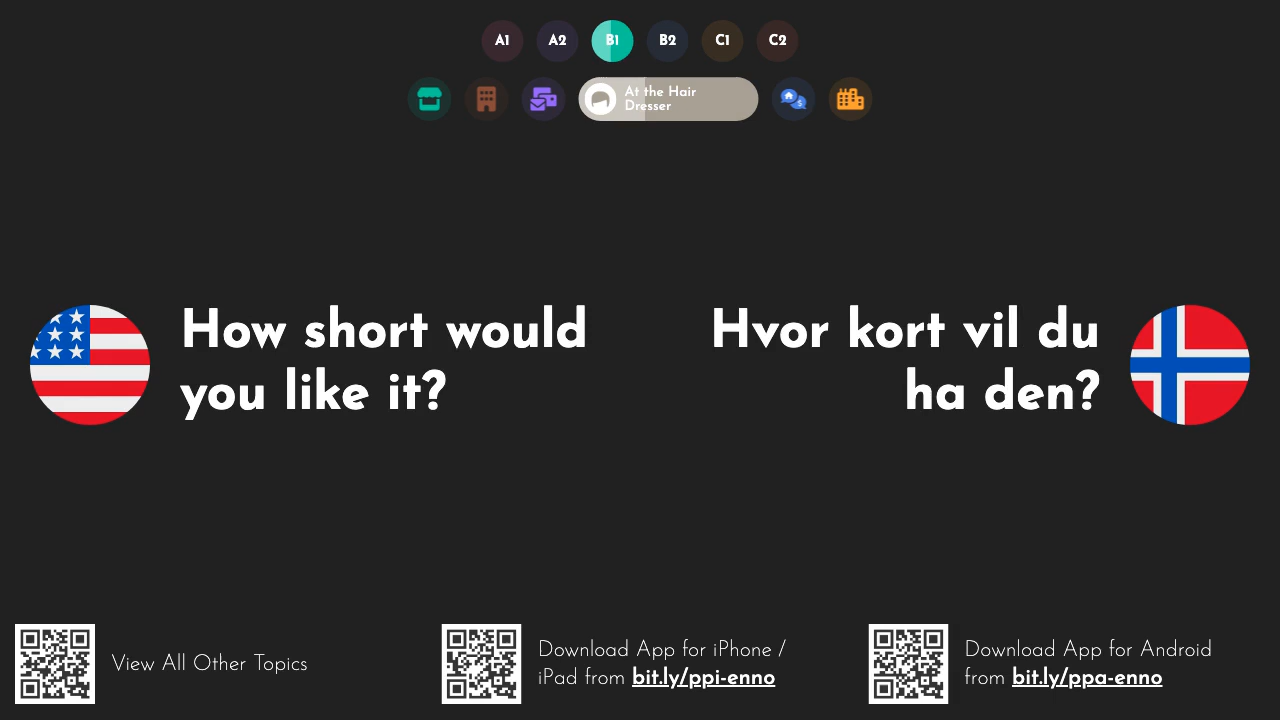 A1 A2 B1 B2 C1 C2
At the Hair
Dresser
How short would
you like it?
Hvor kort vil du
ha den?
View All Other Topics
Download App for iPhone /
iPad from bit.ly/ppi-enno
Download App for Android
from bit.ly/ppa-enno